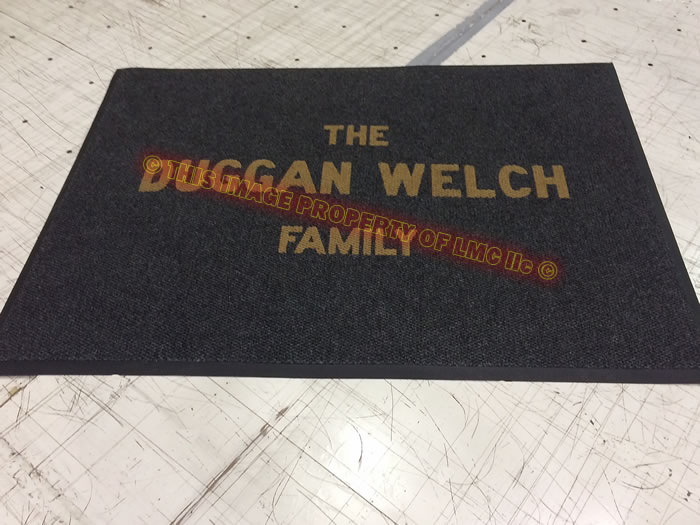 THE
DUGGAN WELCH
FAMILY
© THIS IMAGE PROPERTY OF LMC llc ©